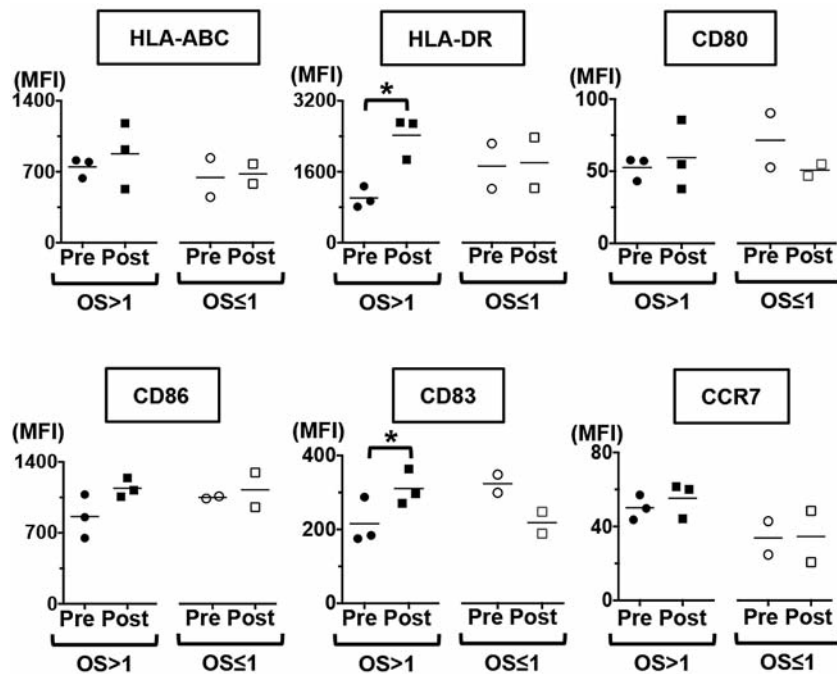 HLA-ABC HLA-DR CD80
(MFI) (MFI) (MFI)
1400 3200 100
*
700 1600 50
0 0 0
Pre Post Pre Post Pre Post Pre Post Pre Post Pre Post
OS>1 OS≤1 OS>1 OS≤1 OS>1 OS≤1
CD86 CD83 CCR7
(MFI) (MFI) (MFI)
1400 400 80
*
700 200 40
0 0 0
Pre Post Pre Post Pre Post Pre Post Pre Post Pre Post
OS>1 OS≤1 OS>1 OS≤1 OS>1 OS≤1